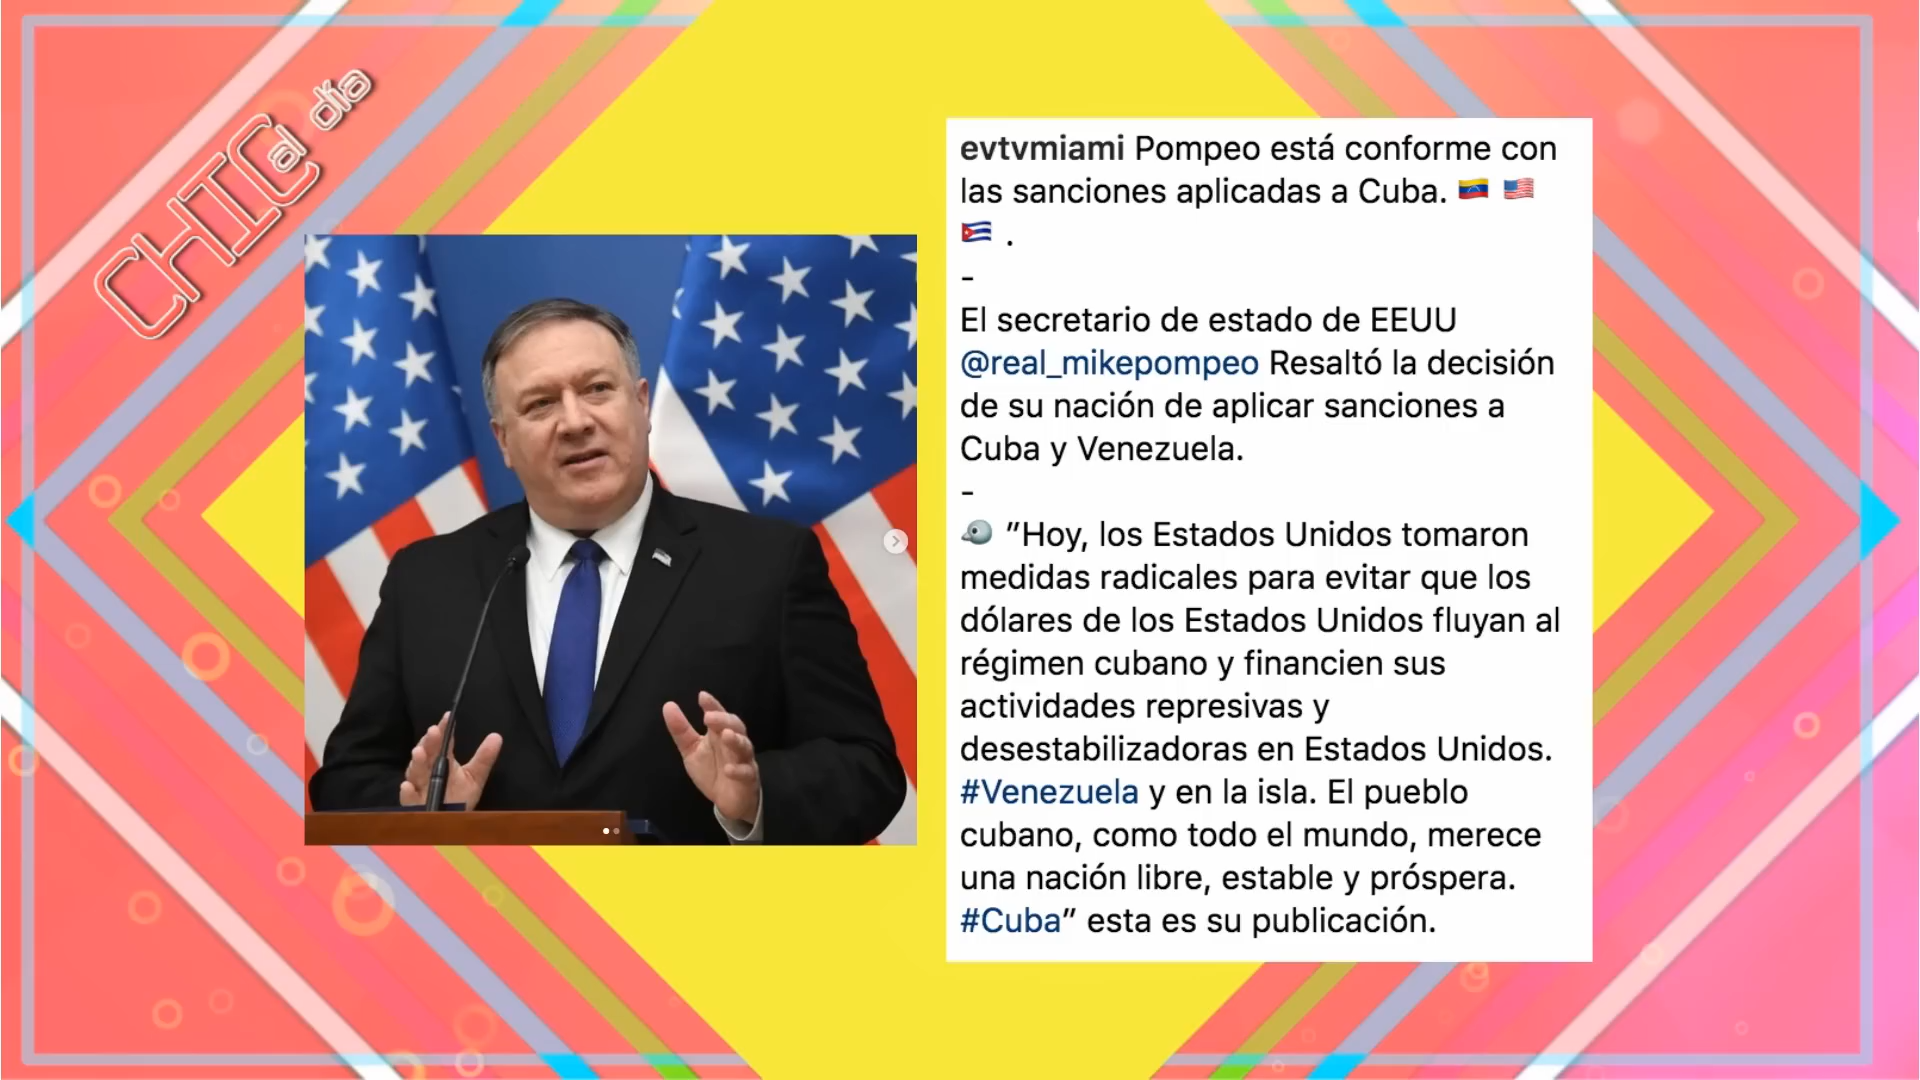 CHIC
al día
evtvmiami Pompeo está conforme con
las sanciones aplicadas a Cuba. 🇻🇪 🇺🇸
🇨🇺 .
-
El secretario de estado de EEUU
@real_mikepompeo Resaltó la decisión
de su nación de aplicar sanciones a
Cuba y Venezuela.
-
🐦 "Hoy, los Estados Unidos tomaron
medidas radicales para evitar que los
dólares de los Estados Unidos fluyan al
régimen cubano y financien sus
actividades represivas y
desestabilizadoras en Estados Unidos.
#Venezuela y en la isla. El pueblo
cubano, como todo el mundo, merece
una nación libre, estable y próspera.
#Cuba" esta es su publicación.